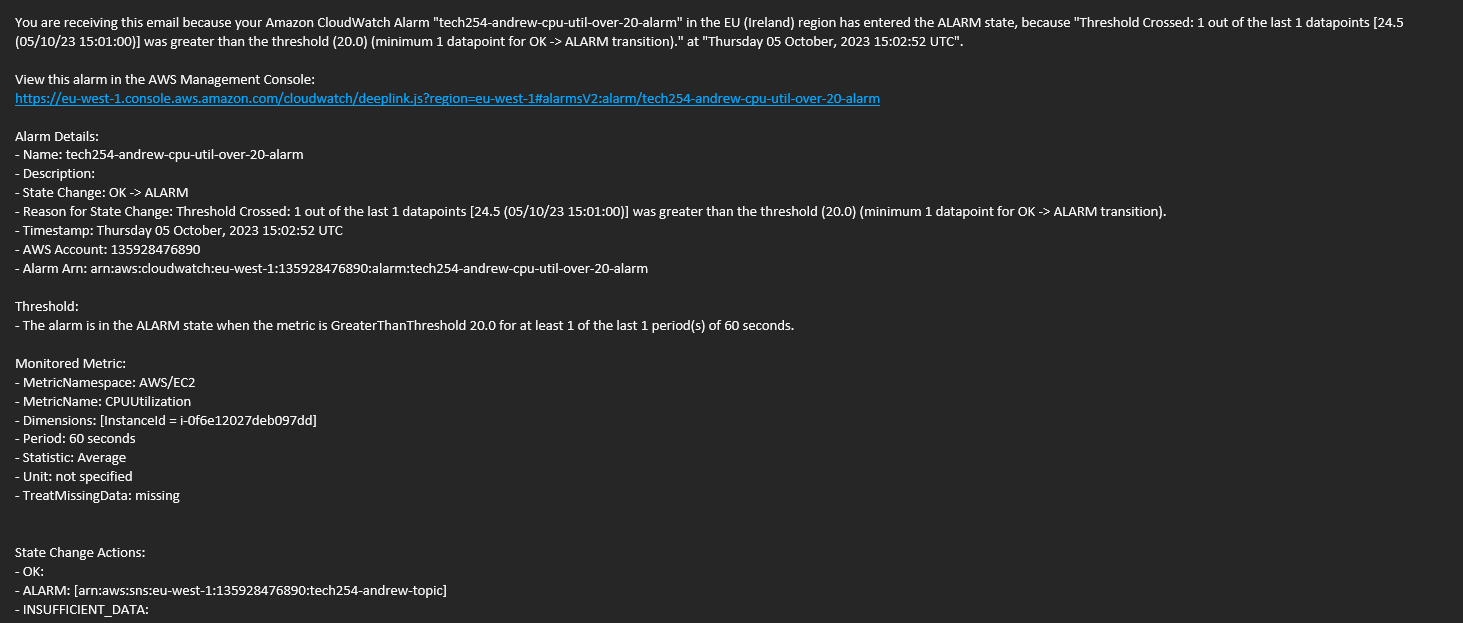 You are receiving this email because your Amazon CloudWatch Alarm "tech254-andrew-cpu-util-over-20-alarm" in the EU (Ireland) region has entered the ALARM state, because "Threshold Crossed: 1 out of the last 1 datapoints [24.5
(05/10/23 15:01:00)] was greater than the threshold (20.0) (minimum 1 datapoint for OK -> ALARM transition)." at "Thursday 05 October, 2023 15:02:52 UTC".
View this alarm in the AWS Management Console:
https://eu-west-1.console.aws.amazon.com/cloudwatch/deeplink.js?region=eu-west-1#alarmsV2:alarm/tech254-andrew-cpu-util-over-20-alarm
Alarm Details:
- Name: tech254-andrew-cpu-util-over-20-alarm
- Description:
- State Change: OK -> ALARM
- Reason for State Change: Threshold Crossed: 1 out of the last 1 datapoints [24.5 (05/10/23 15:01:00)] was greater than the threshold (20.0) (minimum 1 datapoint for OK -> ALARM transition).
- Timestamp: Thursday 05 October, 2023 15:02:52 UTC
- AWS Account: 135928476890
- Alarm Arn: arn:aws:cloudwatch:eu-west-1:135928476890:alarm:tech254-andrew-cpu-util-over-20-alarm
Threshold:
- The alarm is in the ALARM state when the metric is GreaterThanThreshold 20.0 for at least 1 of the last 1 period(s) of 60 seconds.
Monitored Metric:
- MetricNamespace: AWS/EC2
- MetricName: CPUUtilization
- Dimensions: [InstanceId = i-0f6e12027deb097dd]
- Period: 60 seconds
- Statistic: Average
- Unit: not specified
- TreatMissingData: missing
State Change Actions:
- OK:
- ALARM: [arn:aws:sns:eu-west-1:135928476890:tech254-andrew-topic]
- INSUFFICIENT_DATA: